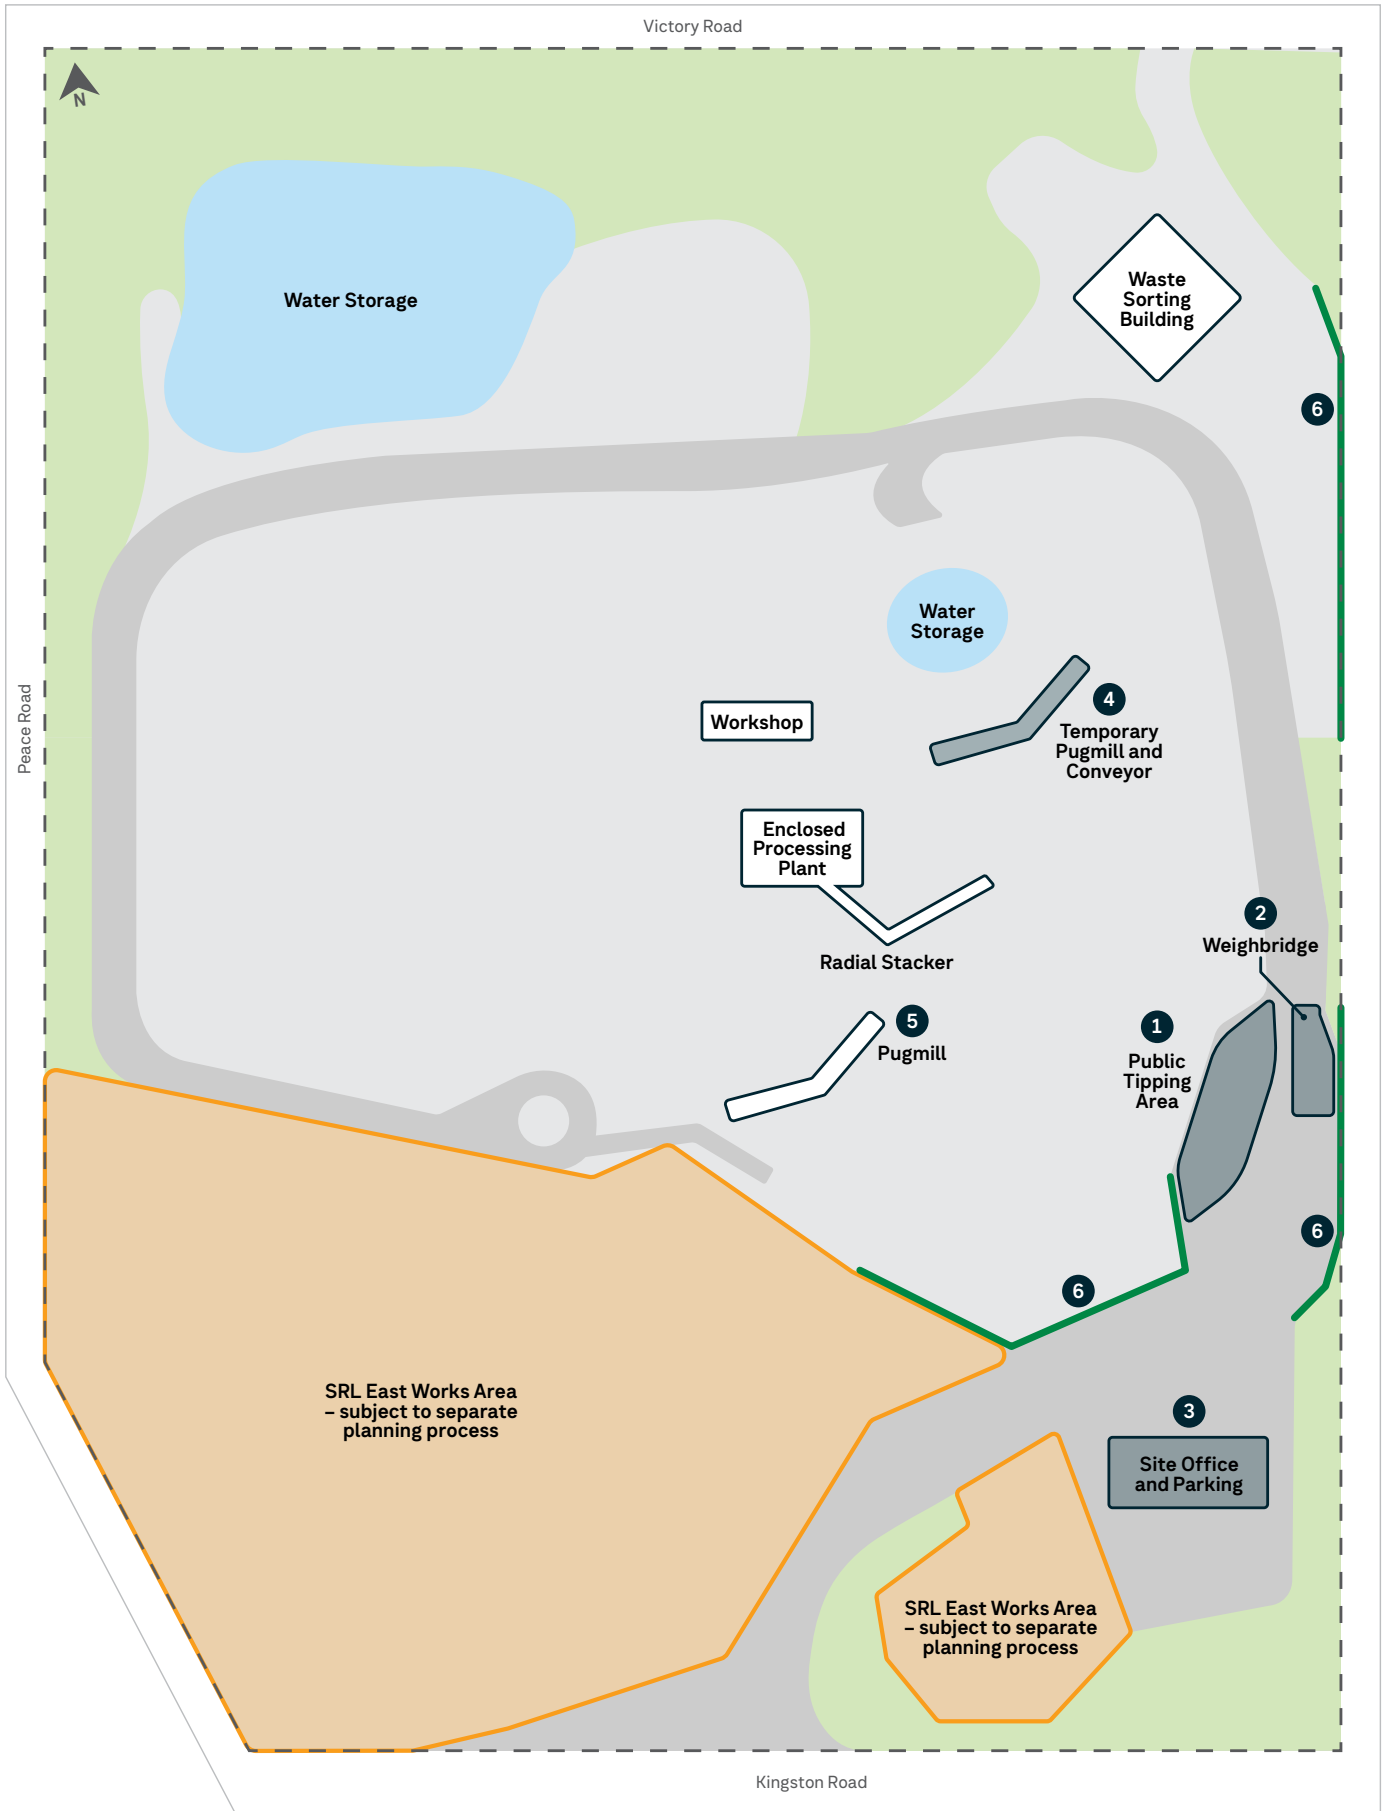 Victory Road
N
Water Storage
Waste
Sorting
Building
6
Water
Storage
Peace Road
Workshop
4
Temporary
Pugmill and
Conveyor
Enclosed
Processing
Plant
2
Weighbridge
Radial Stacker
5
Pugmill
1
Public
Tipping
Area
6
6
SRL East Works Area
– subject to separate
planning process
3
Site Office
and Parking
SRL East Works Area
– subject to separate
planning process
Kingston Road